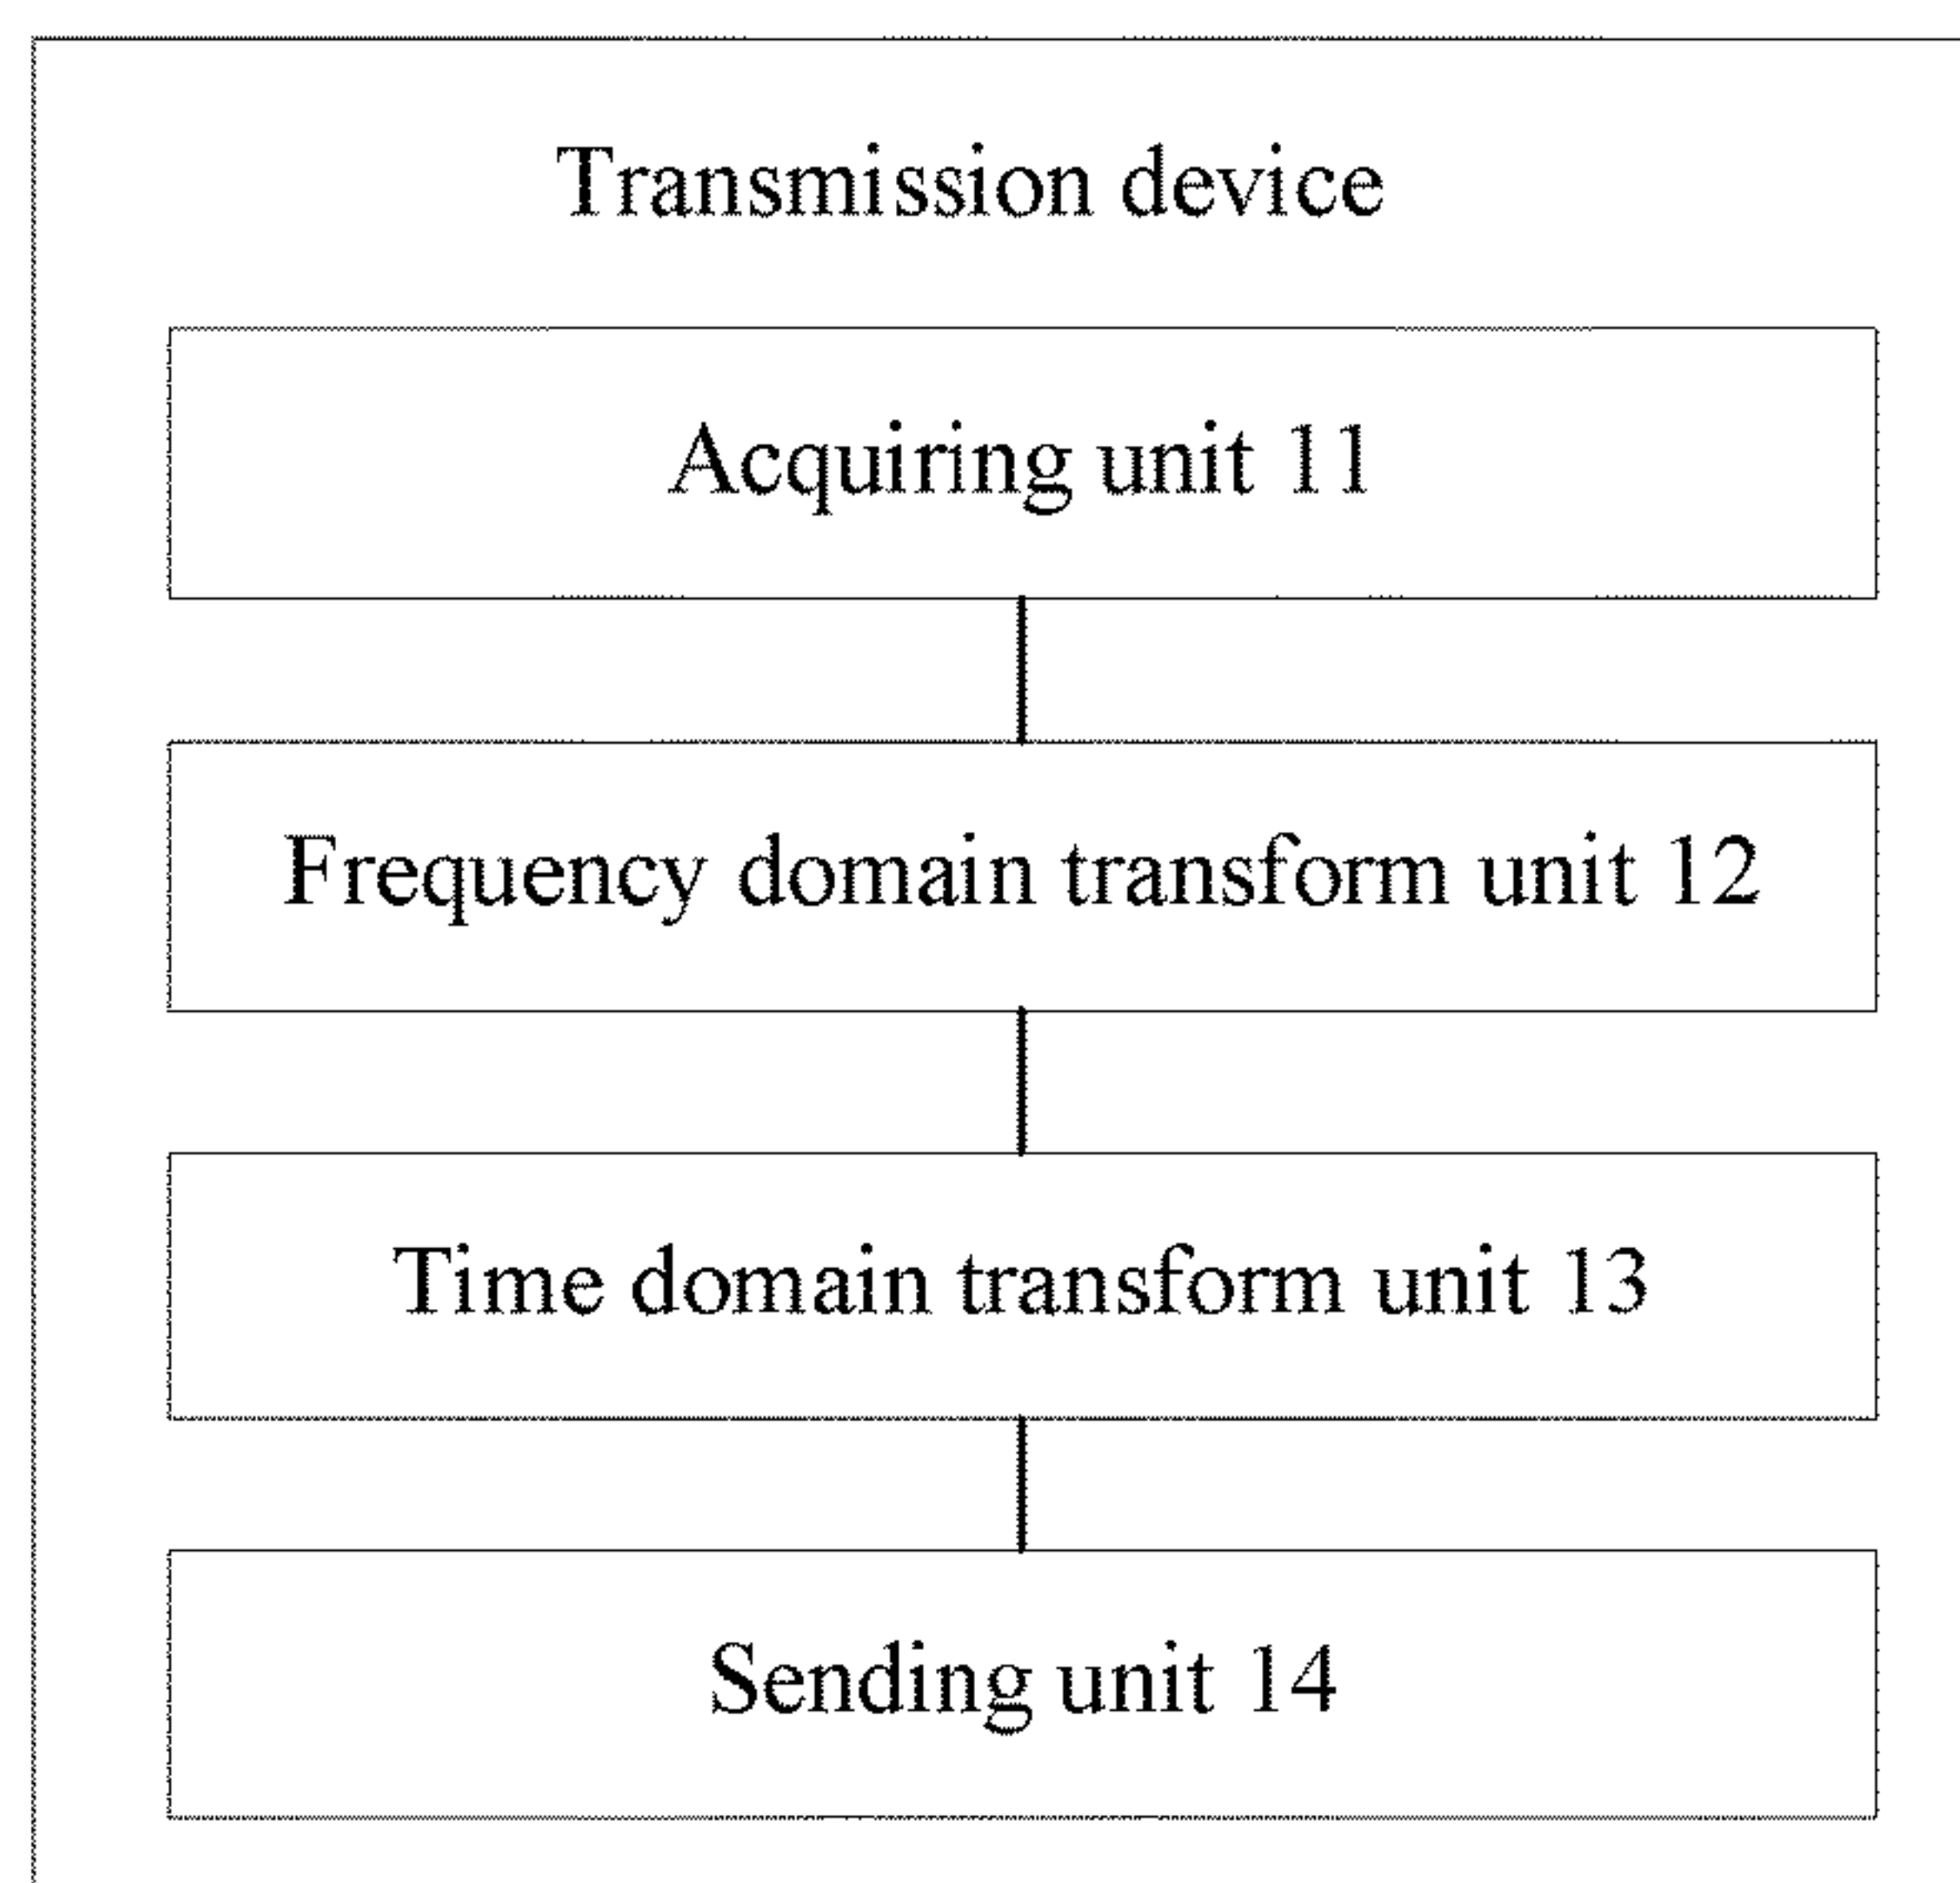 Transmission device
Acquiring unit 11
Frequency domain transform unit 12
Time domain transform unit 13
Sending unit 14